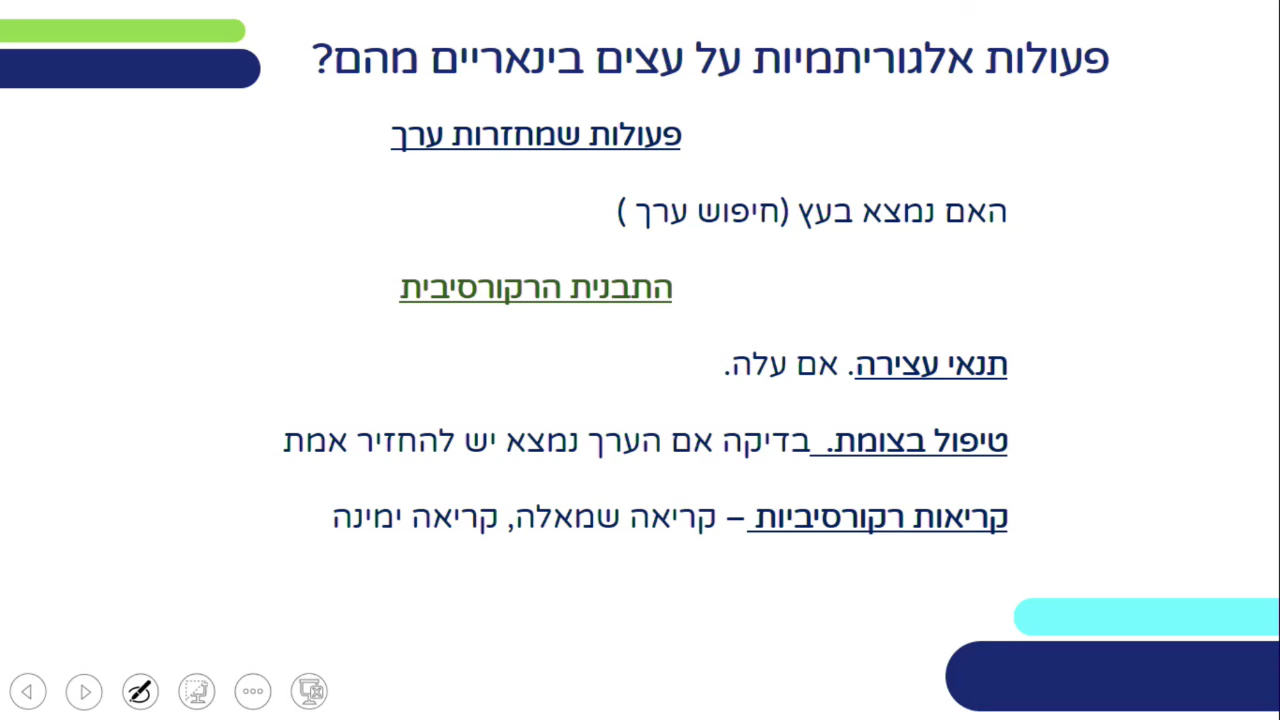 פעולות אלגוריתמיות על עצים בינאריים מהם?
פעולות שמחזרות ערך
האם נמצא בעץ (חיפוש ערך )
התבנית הרקורסיבית
תנאי עצירה. אם עלה.
טיפול בצומת. בדיקה אם הערך נמצא יש להחזיר אמת
קריאות רקורסיביות – קריאה שמאלה, קריאה ימינה